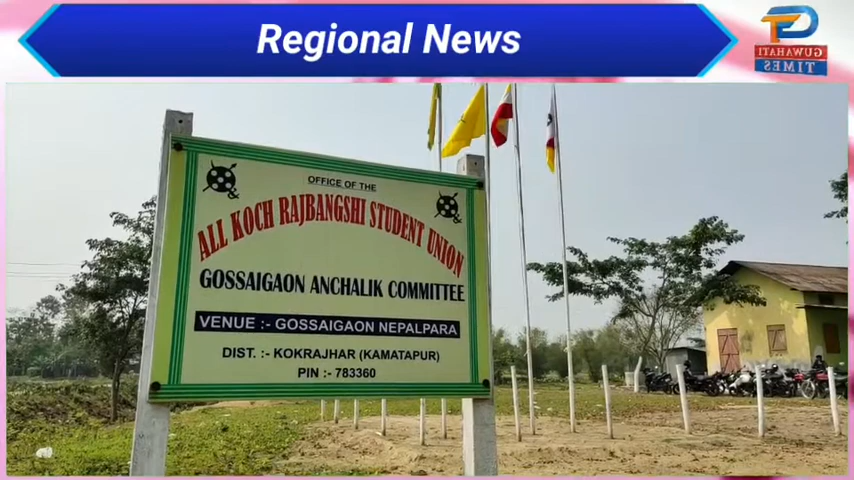 Regional News
GUWAHATI
TIMES
OFFICE OF THE
ALL KOCH RAJBANGSHI STUDENT UNION
GOSSAIGAON ANCHALIK COMMITTEE
VENUE :- GOSSAIGAON NEPALPARA
DIST. :- KOKRAJHAR (KAMATAPUR)
PIN :- 783360